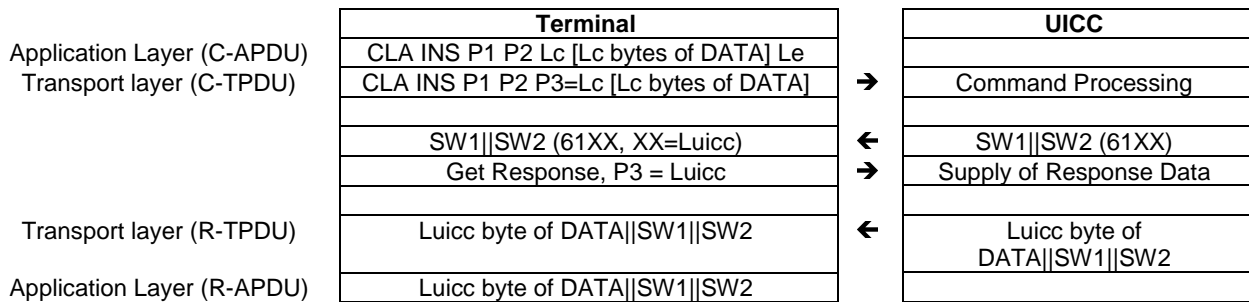 Terminal UICC
Application Layer (C-APDU) CLA INS P1 P2 Lc [Lc bytes of DATA] Le
Transport layer (C-TPDU) CLA INS P1 P2 P3=Lc [Lc bytes of DATA] ➔ Command Processing
SW1||SW2 (61XX, XX=Luicc) 🡸 SW1||SW2 (61XX)
Get Response, P3 = Luicc ➔ Supply of Response Data
Transport layer (R-TPDU) Luicc byte of DATA||SW1||SW2 🡸 Luicc byte of
DATA||SW1||SW2
Application Layer (R-APDU) Luicc byte of DATA||SW1||SW2